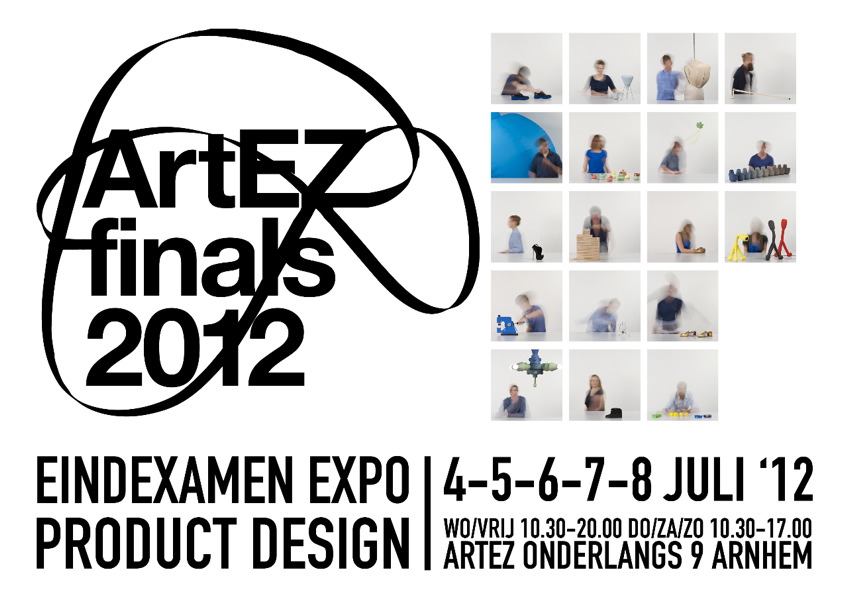 ArtEZ
finals
2012
EINDEXAMEN EXPO
PRODUCT DESIGN
4-5-6-7-8 JULI ‘12
WO/VRIJ 10.30-20.00 DO/ZA/ZO 10.30-17.00
ARTEZ ONDERLANGS 9 ARNHEM